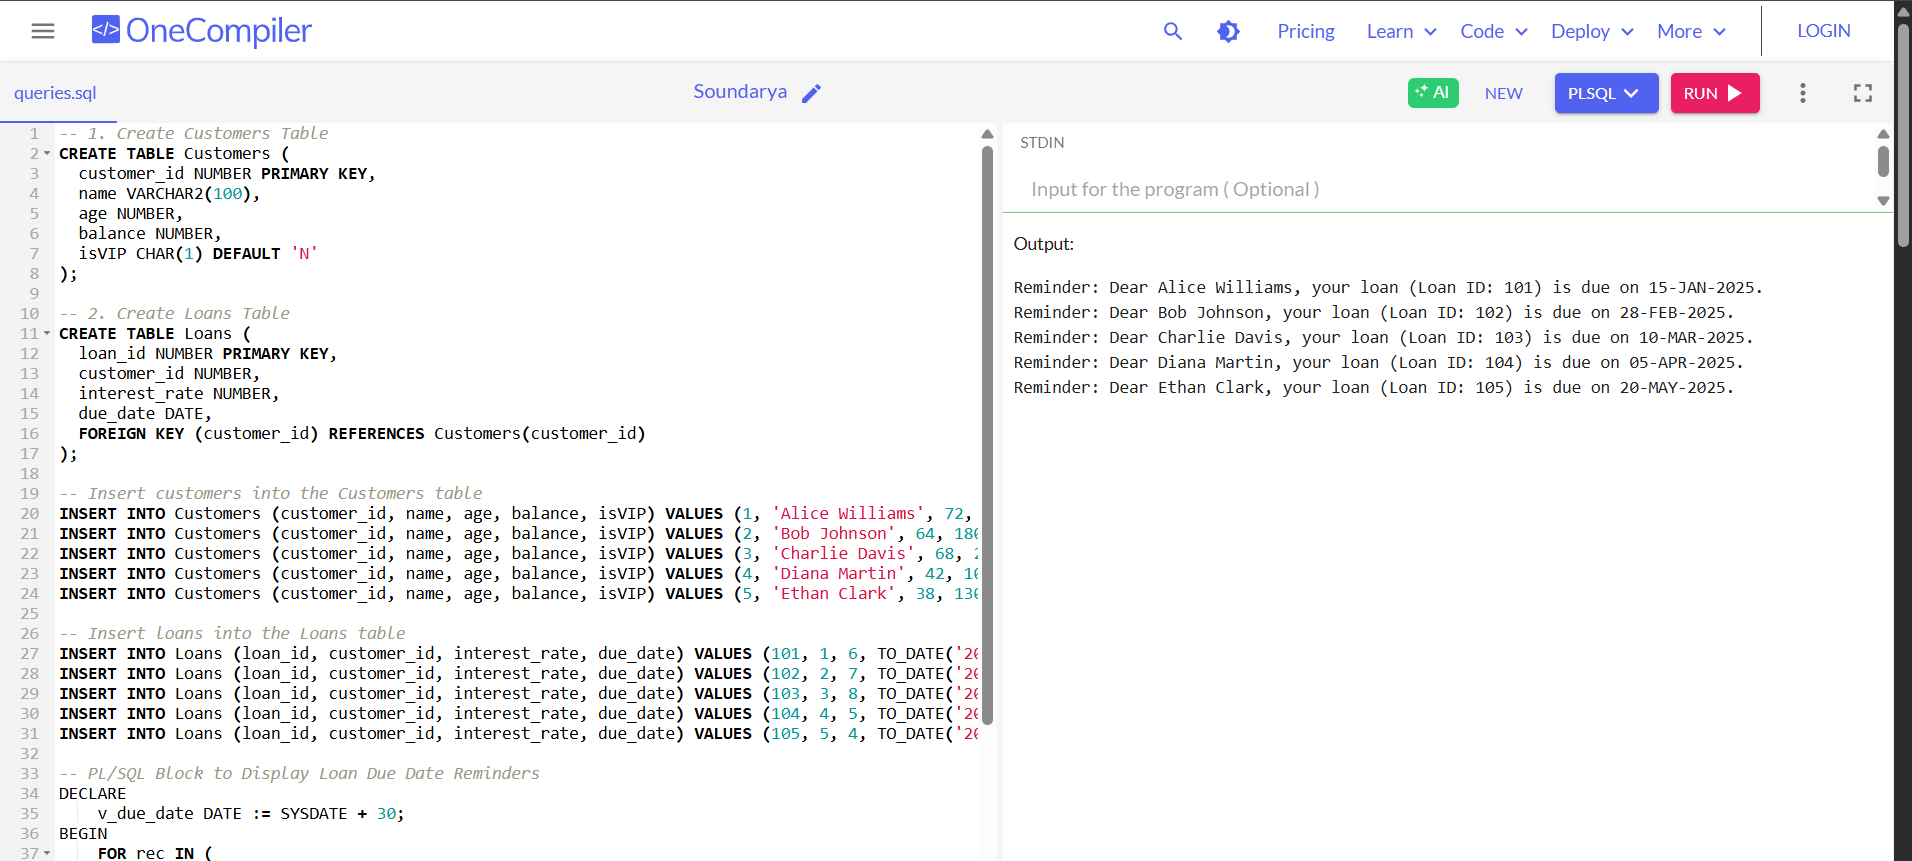 OneCompiler
Pricing Learn Code Deploy More LOGIN
queries.sql Soundarya AI NEW PLSQL RUN
1 -- 1. Create Customers Table
2 CREATE TABLE Customers (
3 customer_id NUMBER PRIMARY KEY,
4 name VARCHAR2(100),
5 age NUMBER,
6 balance NUMBER,
7 isVIP CHAR(1) DEFAULT 'N'
8 );
9
10 -- 2. Create Loans Table
11 CREATE TABLE Loans (
12 loan_id NUMBER PRIMARY KEY,
13 customer_id NUMBER,
14 interest_rate NUMBER,
15 due_date DATE,
16 FOREIGN KEY (customer_id) REFERENCES Customers(customer_id)
17 );
18
19 -- Insert customers into the Customers table
20 INSERT INTO Customers (customer_id, name, age, balance, isVIP) VALUES (1, 'Alice Williams', 72,
21 INSERT INTO Customers (customer_id, name, age, balance, isVIP) VALUES (2, 'Bob Johnson', 64, 180
22 INSERT INTO Customers (customer_id, name, age, balance, isVIP) VALUES (3, 'Charlie Davis', 68, 2
23 INSERT INTO Customers (customer_id, name, age, balance, isVIP) VALUES (4, 'Diana Martin', 42, 10
24 INSERT INTO Customers (customer_id, name, age, balance, isVIP) VALUES (5, 'Ethan Clark', 38, 130
25
26 -- Insert loans into the Loans table
27 INSERT INTO Loans (loan_id, customer_id, interest_rate, due_date) VALUES (101, 1, 6, TO_DATE('20
28 INSERT INTO Loans (loan_id, customer_id, interest_rate, due_date) VALUES (102, 2, 7, TO_DATE('20
29 INSERT INTO Loans (loan_id, customer_id, interest_rate, due_date) VALUES (103, 3, 8, TO_DATE('20
30 INSERT INTO Loans (loan_id, customer_id, interest_rate, due_date) VALUES (104, 4, 5, TO_DATE('20
31 INSERT INTO Loans (loan_id, customer_id, interest_rate, due_date) VALUES (105, 5, 4, TO_DATE('20
32
33 -- PL/SQL Block to Display Loan Due Date Reminders
34 DECLARE
35 v_due_date DATE := SYSDATE + 30;
36 BEGIN
37 FOR rec IN (
STDIN
Input for the program ( Optional )
Output:
Reminder: Dear Alice Williams, your loan (Loan ID: 101) is due on 15-JAN-2025.
Reminder: Dear Bob Johnson, your loan (Loan ID: 102) is due on 28-FEB-2025.
Reminder: Dear Charlie Davis, your loan (Loan ID: 103) is due on 10-MAR-2025.
Reminder: Dear Diana Martin, your loan (Loan ID: 104) is due on 05-APR-2025.
Reminder: Dear Ethan Clark, your loan (Loan ID: 105) is due on 20-MAY-2025.